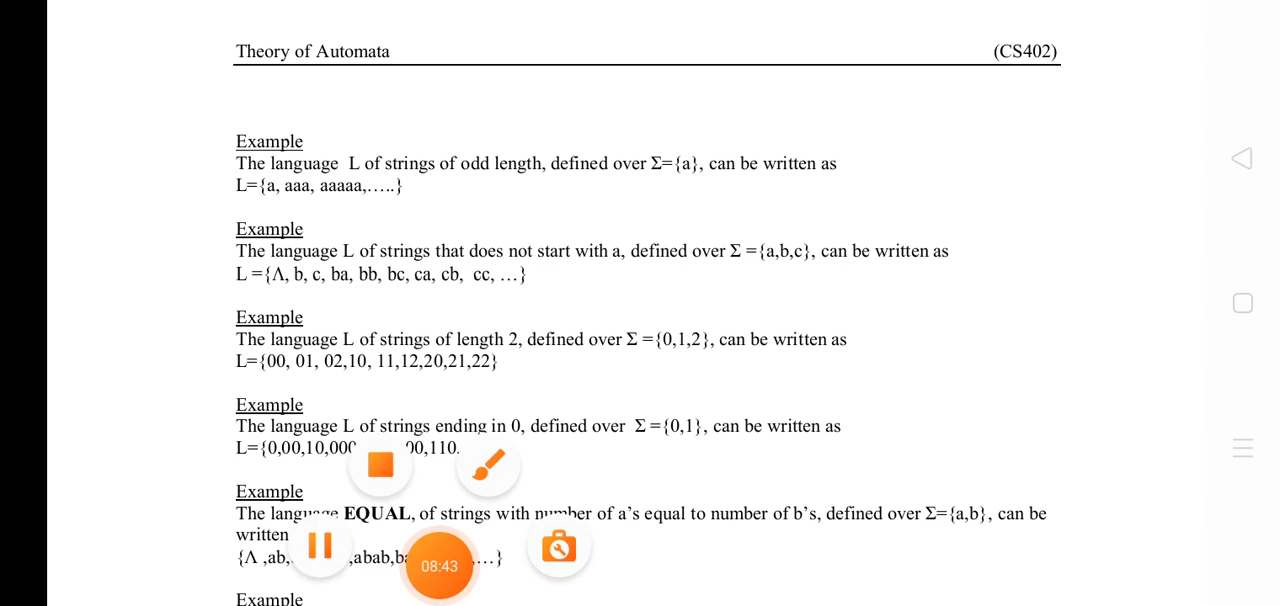 Theory of Automata (CS402)
Example
The language L of strings of odd length, defined over Σ={a}, can be written as
L={a, aaa, aaaaa,…..}
Example
The language L of strings that does not start with a, defined over Σ ={a,b,c}, can be written as
L ={Λ, b, c, ba, bb, bc, ca, cb, cc, …}
Example
The language L of strings of length 2, defined over Σ ={0,1,2}, can be written as
L={00, 01, 02,10, 11,12,20,21,22}
Example
The language L of strings ending in 0, defined over Σ ={0,1}, can be written as
L={0,00,10,000 00,110.
Example
The language EQUAL, of strings with number of a's equal to number of b's, defined over Σ={a,b}, can be
written
{Λ ,ab, ,abab, …}
08:43
Example